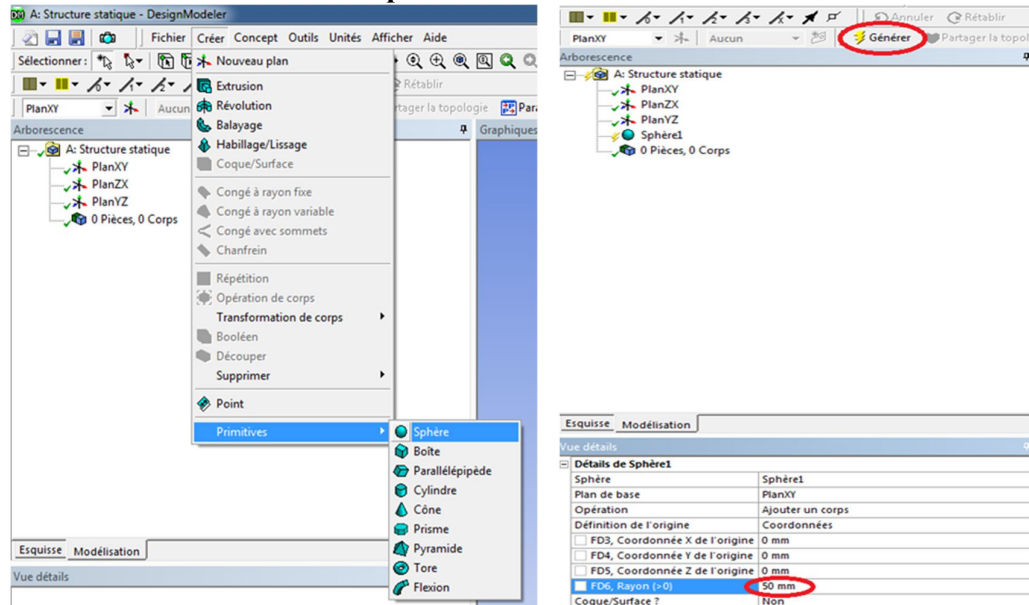 A: Structure statique - DesignModeler
Fichier Créer Concept Outils Unités Afficher Aide
Sélectionner:
Nouveau plan
Extrusion
Rétablir
PlanXY
Aucun
Révolution
Balayage
Arborescence
Graphiques
Habillage/Lissage
A: Structure statique
Coque/Surface
PlanXY
PlanZX
Congé à rayon fixe
PlanYZ
Congé à rayon variable
0 Pièces, 0 Corps
Congé avec sommets
Chanfrein
Répétition
Opération de corps
Transformation de corps
Booléen
Découper
Supprimer
Point
Primitives
Sphère
Boîte
Parallélépipède
Cylindre
Cône
Prisme
Pyramide
Tore
Flexion
Esquisse Modélisation
Vue détails
Annuler Rétablir
PlanXY Aucun Générer Partager la topol
Arborescence
A: Structure statique
PlanXY
PlanZX
PlanYZ
Sphère1
0 Pièces, 0 Corps
Esquisse Modélisation
Vue détails
Détails de Sphère1
Sphère Sphère1
Plan de base PlanXY
Opération Ajouter un corps
Définition de l'origine Coordonnées
FD3, Coordonnée X de l'origine 0 mm
FD4, Coordonnée Y de l'origine 0 mm
FD5, Coordonnée Z de l'origine 0 mm
FD6, Rayon (>0) 50 mm
Coque/Surface ? Non